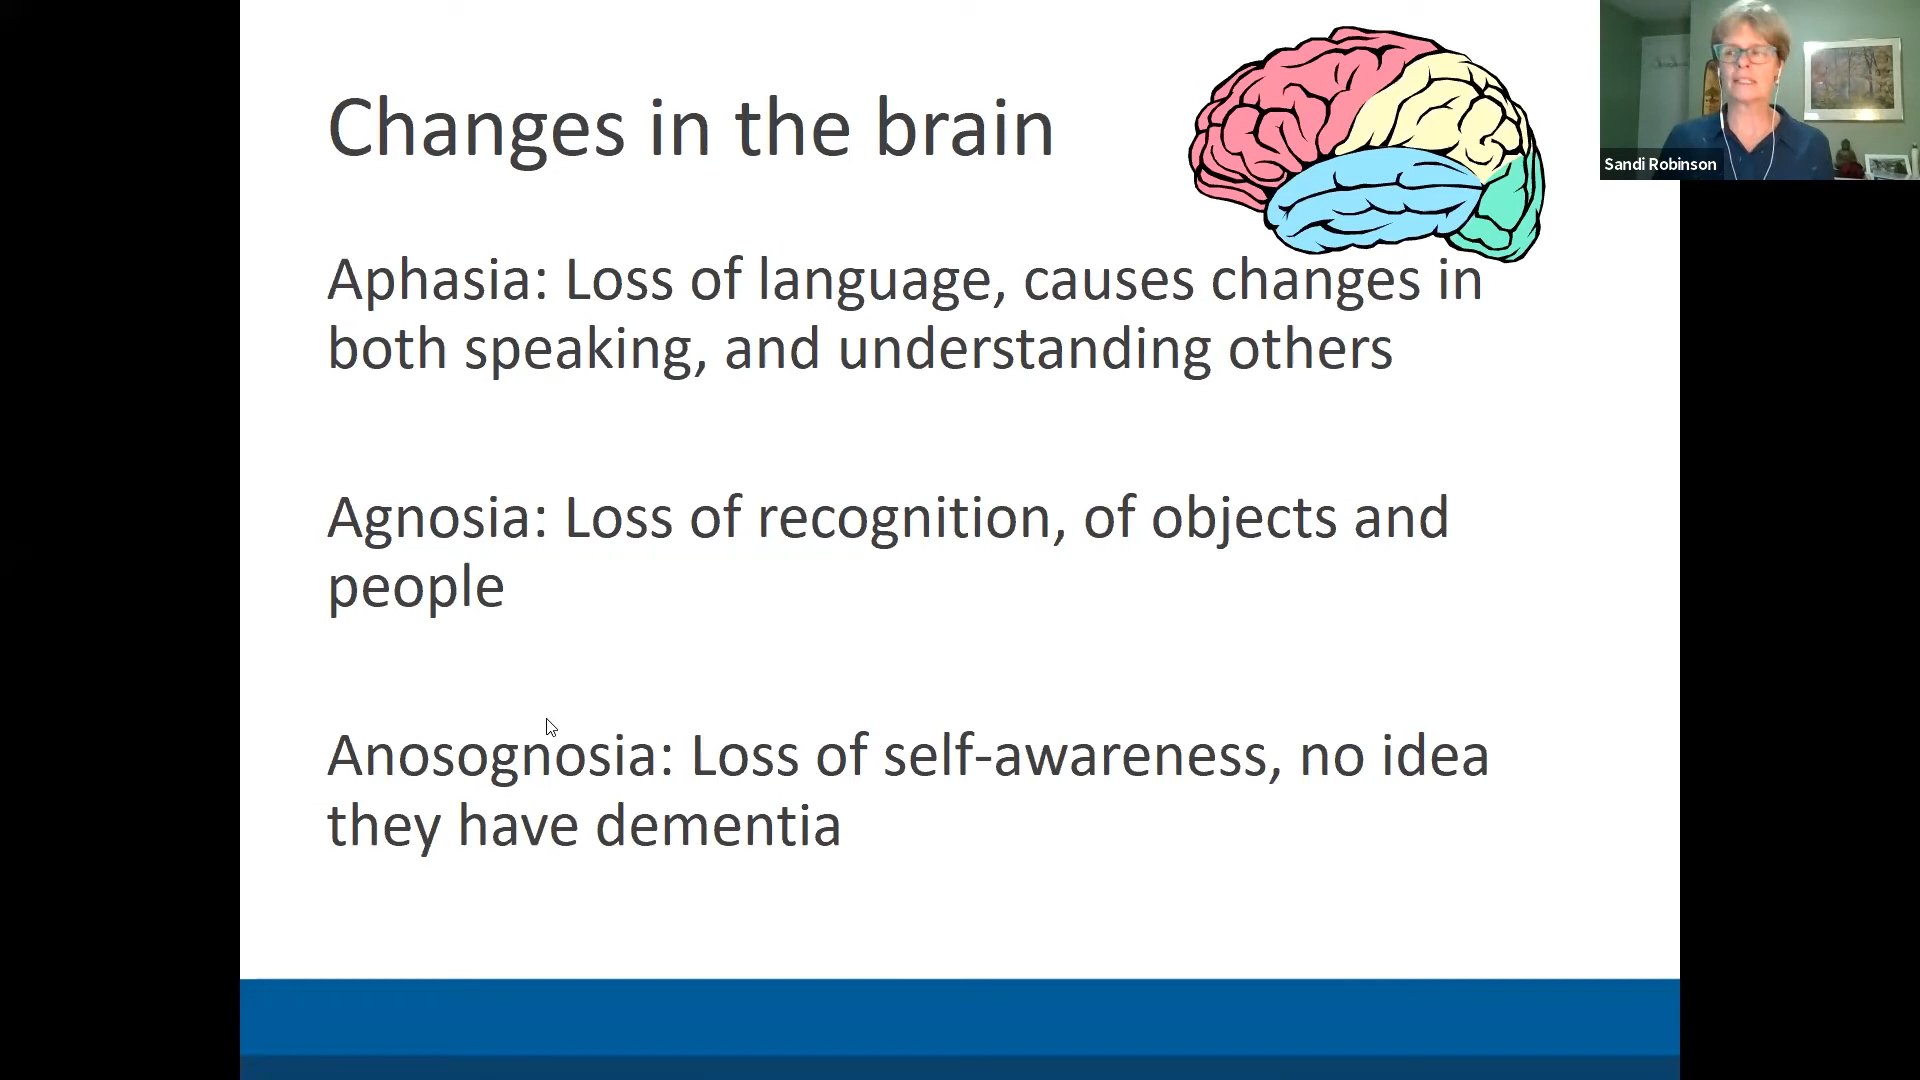 Changes in the brain
Sandi Robinson
Aphasia: Loss of language, causes changes in
both speaking, and understanding others
Agnosia: Loss of recognition, of objects and
people
Anosognosia: Loss of self-awareness, no idea
they have dementia